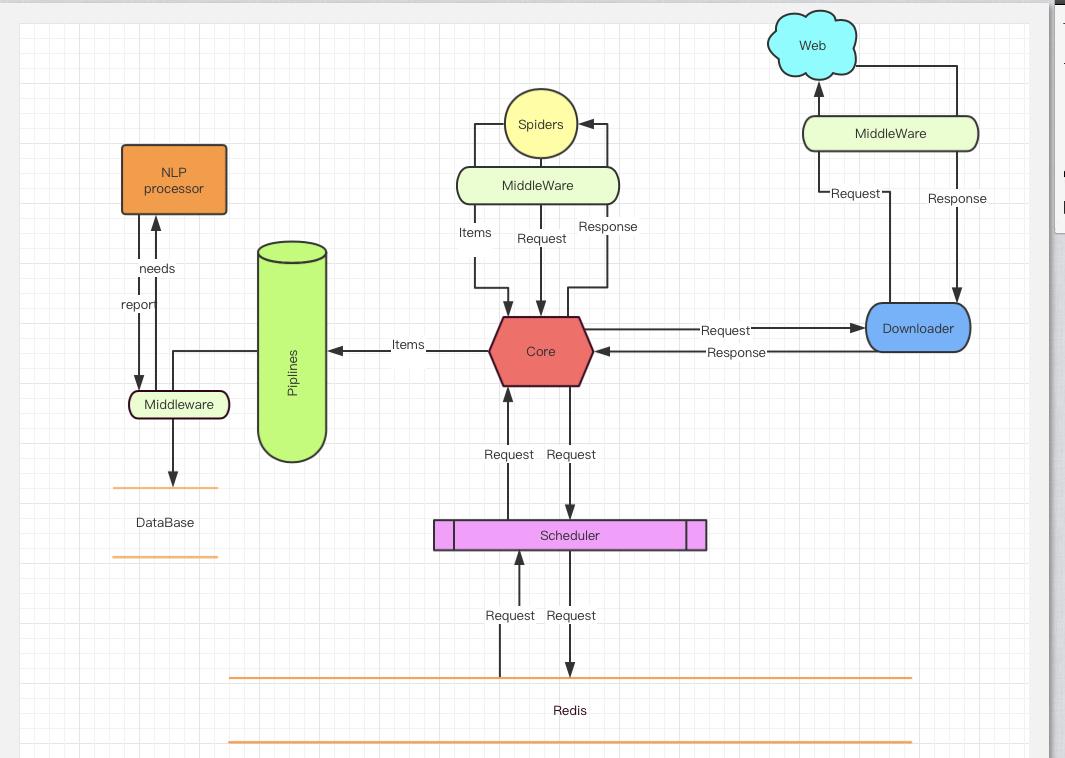 Web
Spiders
MiddleWare
NLP
processor
MiddleWare
Request
Response
Items
Request
Response
needs
report
Downloader
Request
Response
Items
Core
Piplines
Middleware
Request
Request
DataBase
Scheduler
Request
Request
Redis